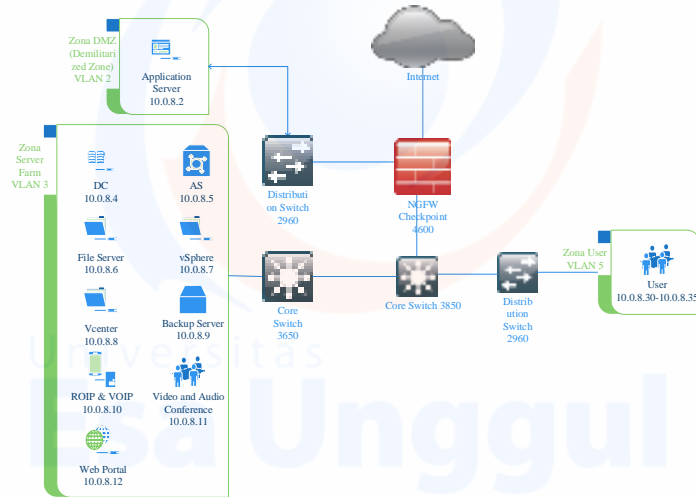 Zona DMZ
(Demilitari
zed Zone)
VLAN 2
Application
Server
10.0.8.2
Internet
Zona
Server
Farm
VLAN 3
DC
10.0.8.4
AS
10.0.8.5
File Server
10.0.8.6
vSphere
10.0.8.7
Vcenter
10.0.8.8
Backup Server
10.0.8.9
ROIP & VOIP
10.0.8.10
Video and Audio
Conference
10.0.8.11
Web Portal
10.0.8.12
Distributi
on Switch
2960
NGFW
Checkpoint
4600
Core
Switch
3650
Core Switch 3850
Distrib
ution
Switch
2960
Zona User
VLAN 5
User
10.0.8.30-10.0.8.35
Universitas
Esa Unggul